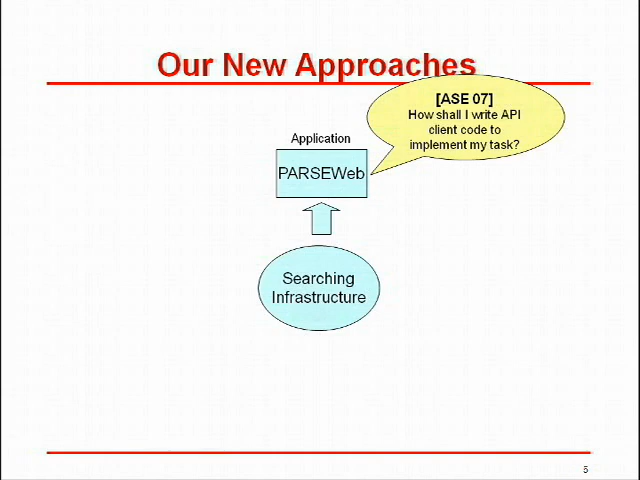 Our New Approaches
[ASE 07]
How shall I write API
client code to
implement my task?
Application
PARSEWeb
Searching
Infrastructure
5